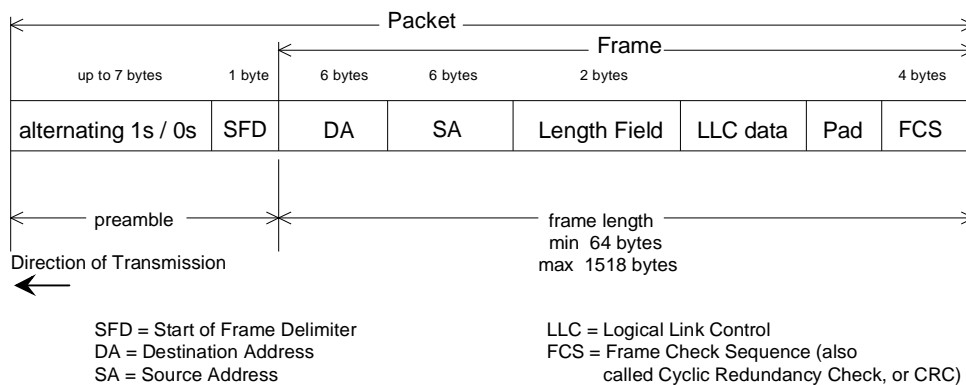 Packet
Frame
up to 7 bytes 1 byte 6 bytes 6 bytes 2 bytes 4 bytes
alternating 1s / 0s SFD DA SA Length Field LLC data Pad FCS
preamble frame length
min 64 bytes
max 1518 bytes
Direction of Transmission
SFD = Start of Frame Delimiter
DA = Destination Address
SA = Source Address
LLC = Logical Link Control
FCS = Frame Check Sequence (also
called Cyclic Redundancy Check, or CRC)